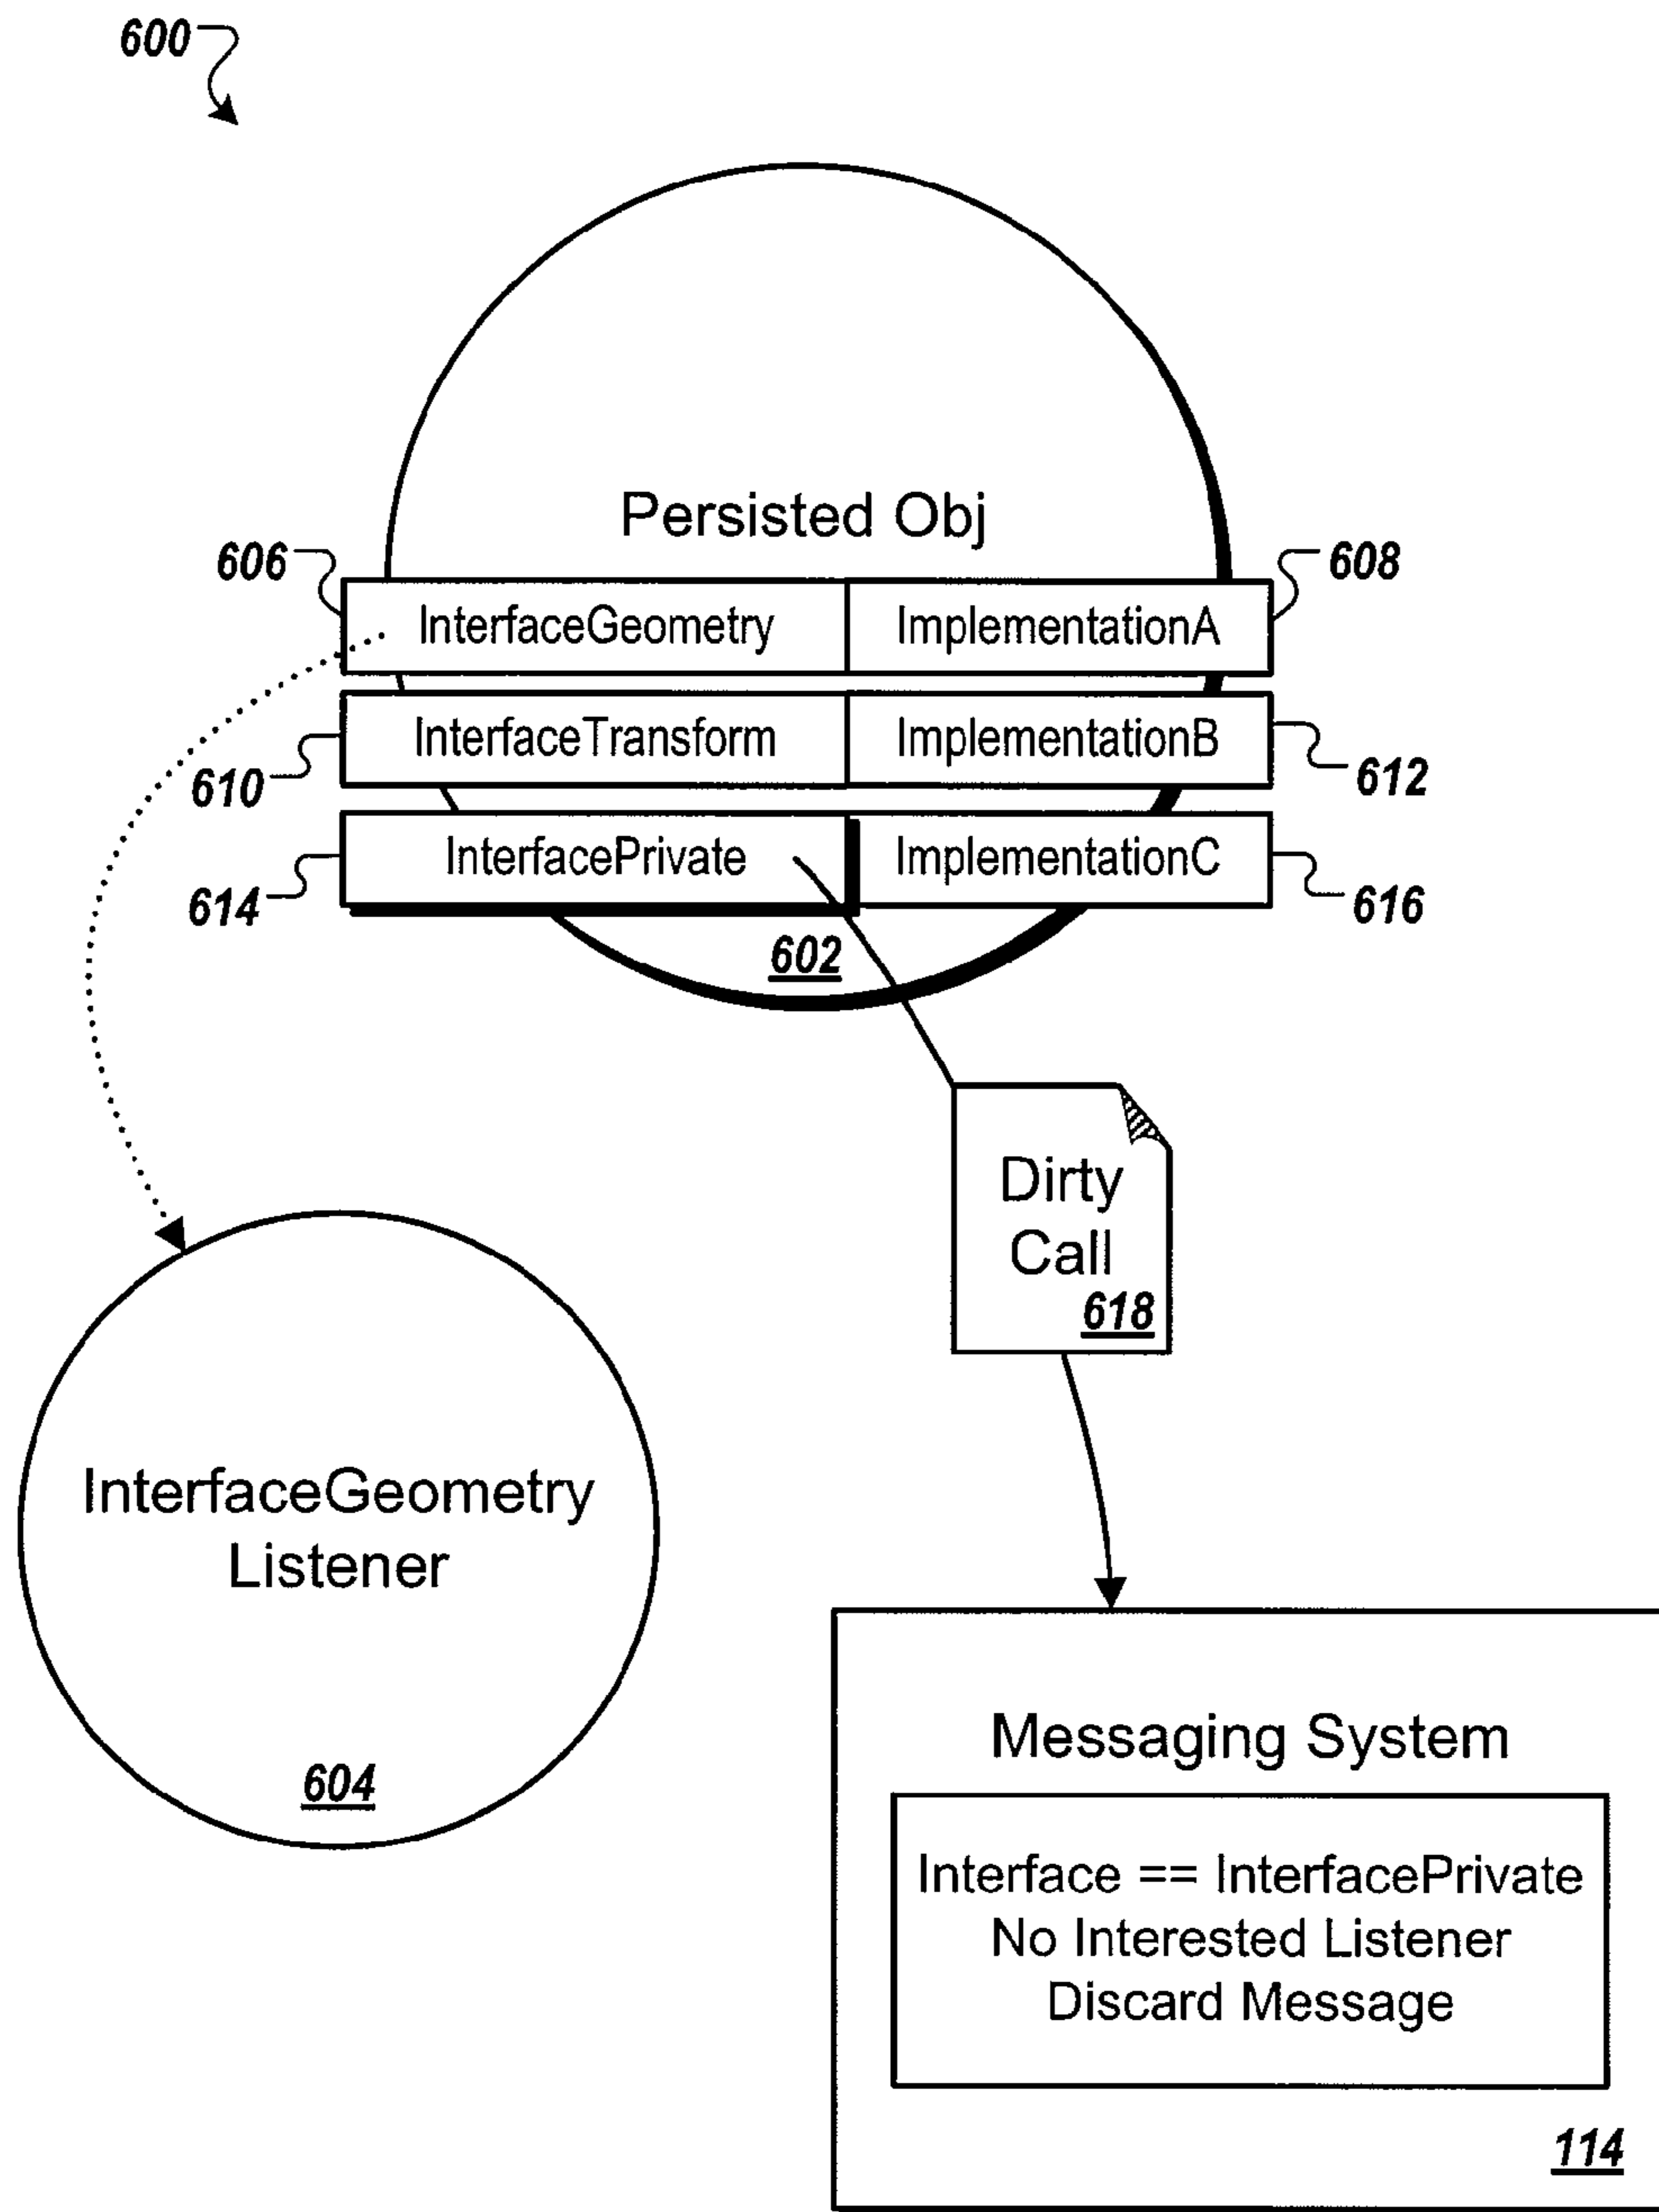 600
Persisted Obj
606
608
InterfaceGeometry
ImplementationA
InterfaceTransform
ImplementationB
610
612
InterfacePrivate
ImplementationC
614
616
602
Dirty
Call
618
InterfaceGeometry
Listener
604
Messaging System
Interface == InterfacePrivate
No Interested Listener
Discard Message
114